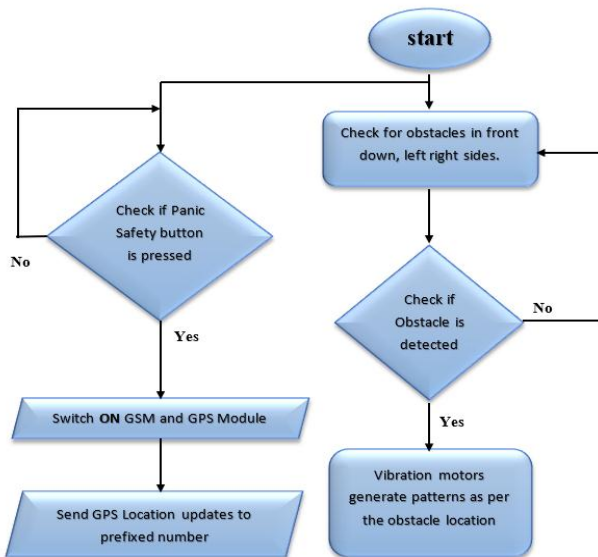 start
Check for obstacles in front
down, left right sides.
Check if Panic
Safety button
is pressed
No
Yes
Check if
Obstacle is
detected
No
Yes
Switch ON GSM and GPS Module
Send GPS Location updates to
prefixed number
Vibration motors
generate patterns as per
the obstacle location